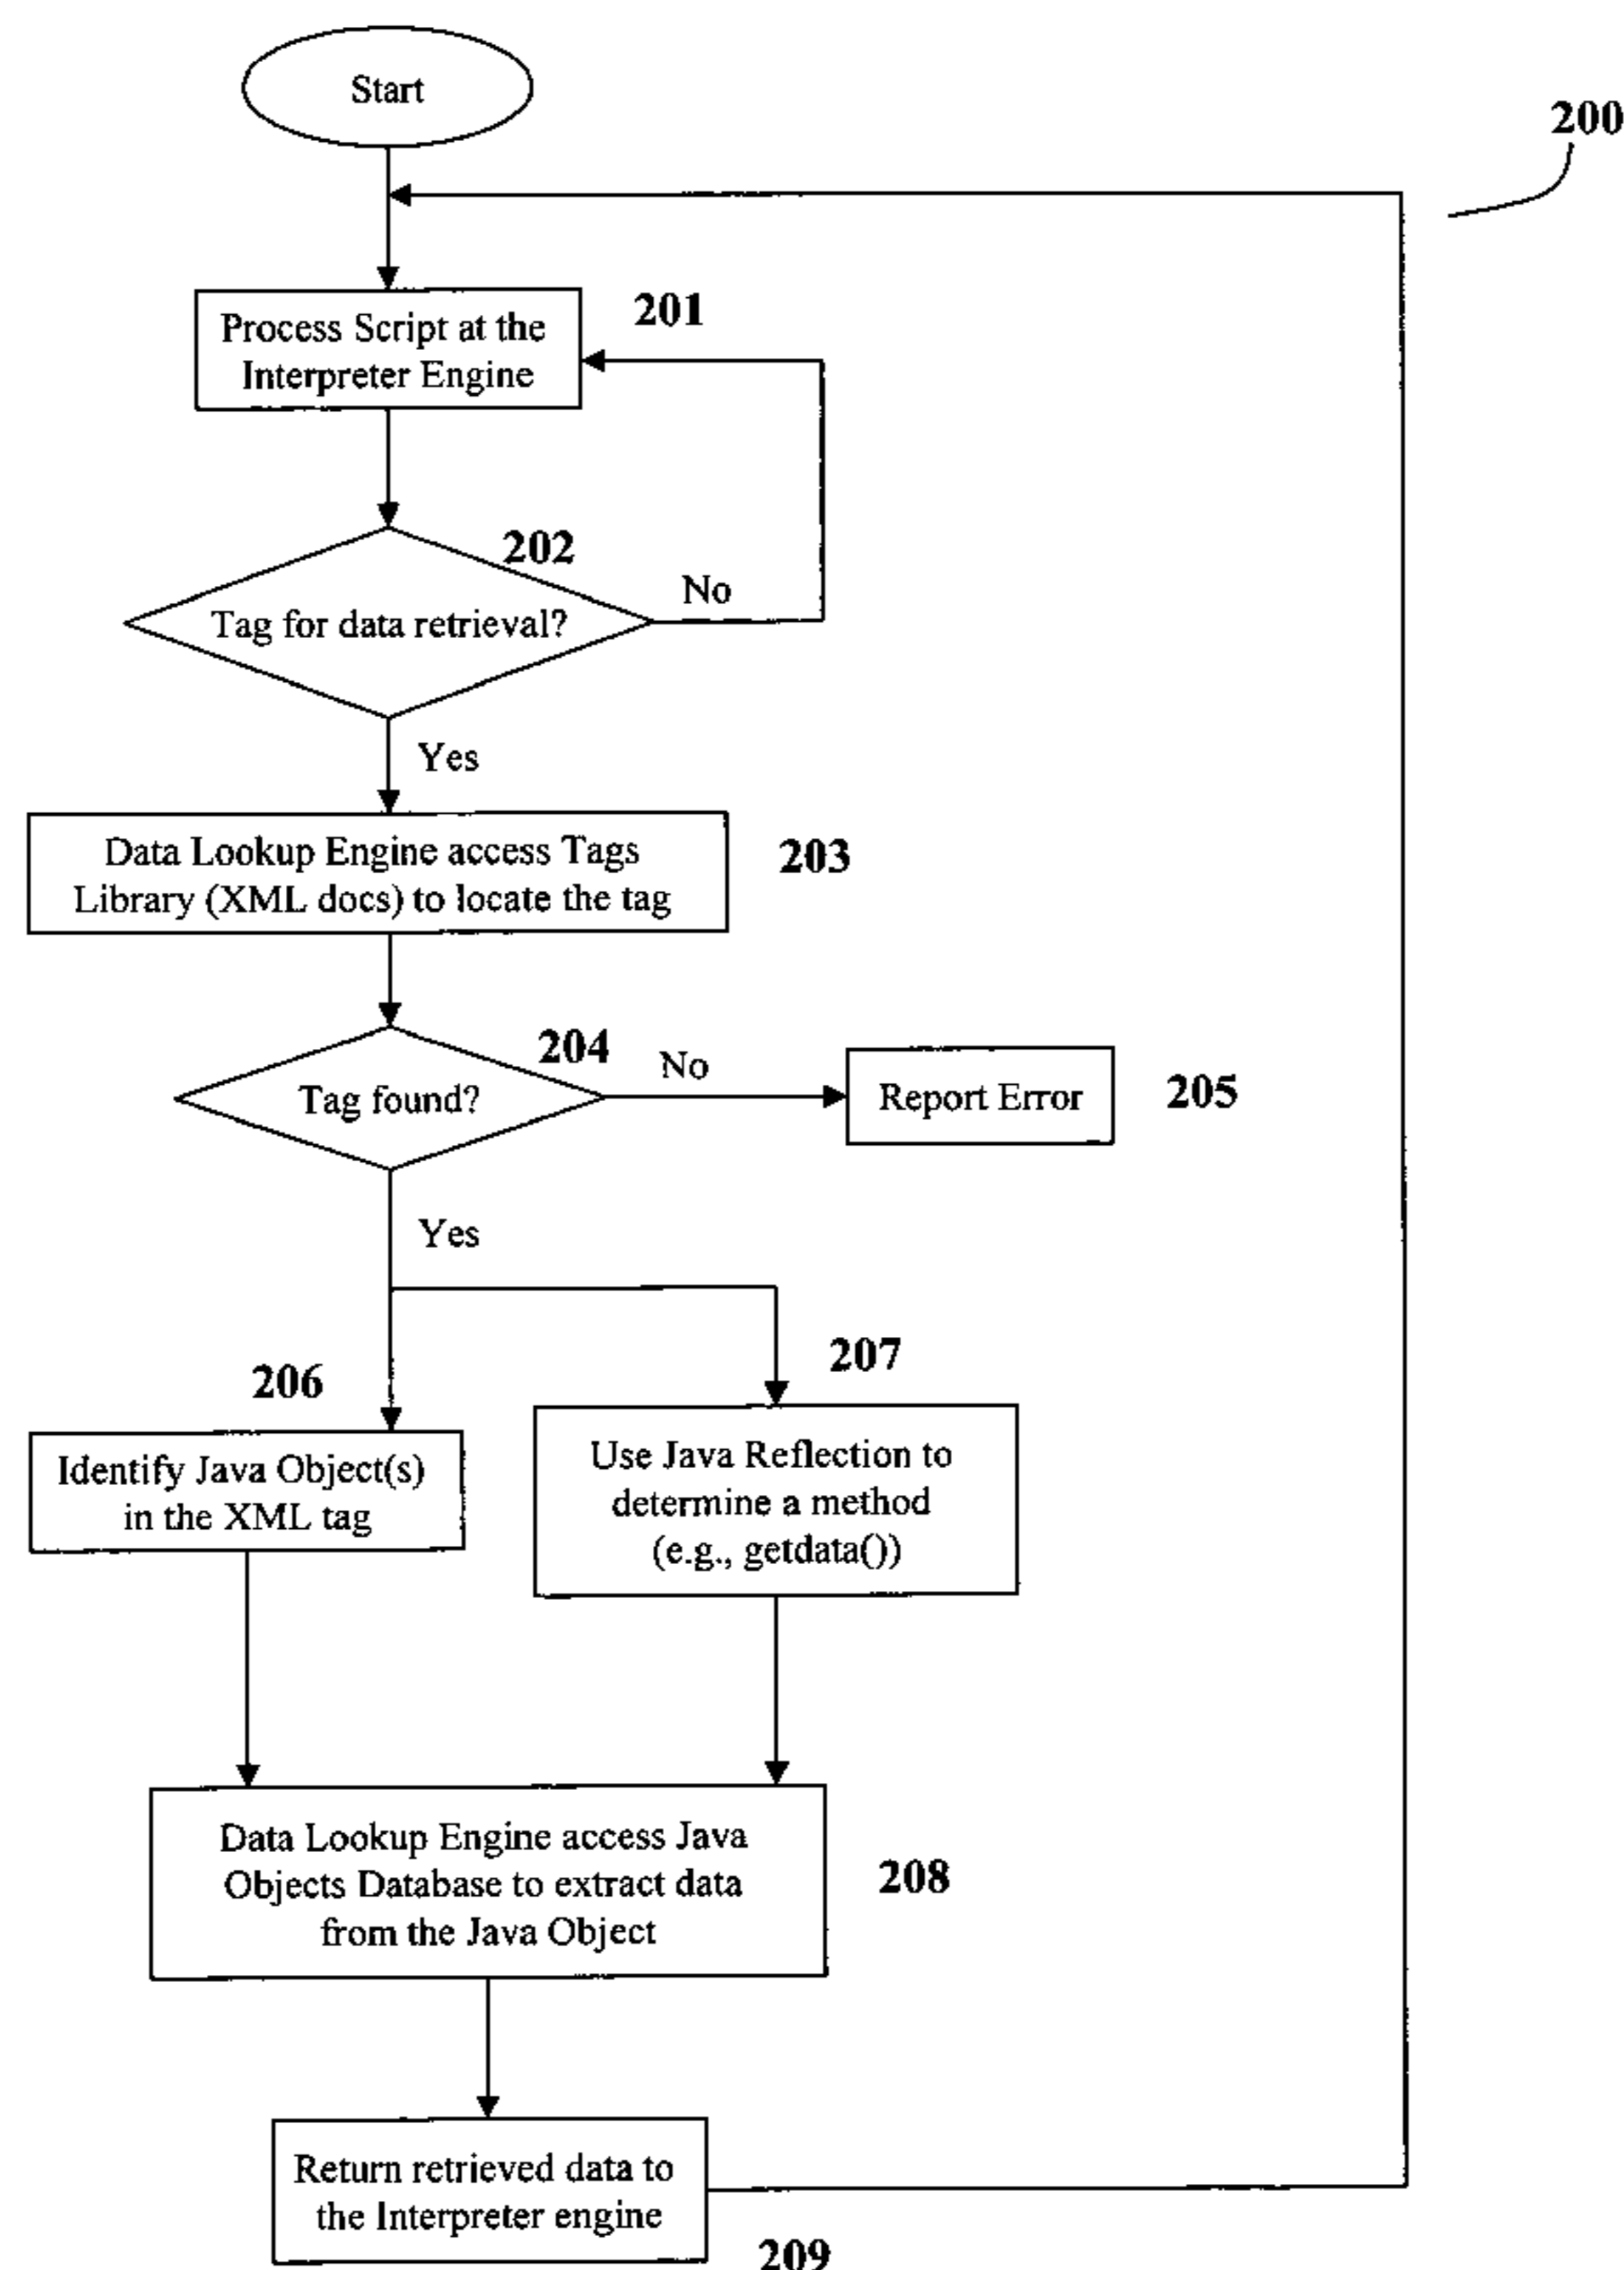 Start
200
Process Script at the
Interpreter Engine
201
202
Tag for data retrieval?
No
Yes
Data Lookup Engine access Tags
Library (XML docs) to locate the tag
203
204
Tag found?
No
Report Error
205
Yes
206
207
Identify Java Object(s)
in the XML tag
Use Java Reflection to
determine a method
(e.g., getdata())
Data Lookup Engine access Java
Objects Database to extract data
from the Java Object
208
Return retrieved data to
the Interpreter engine
209